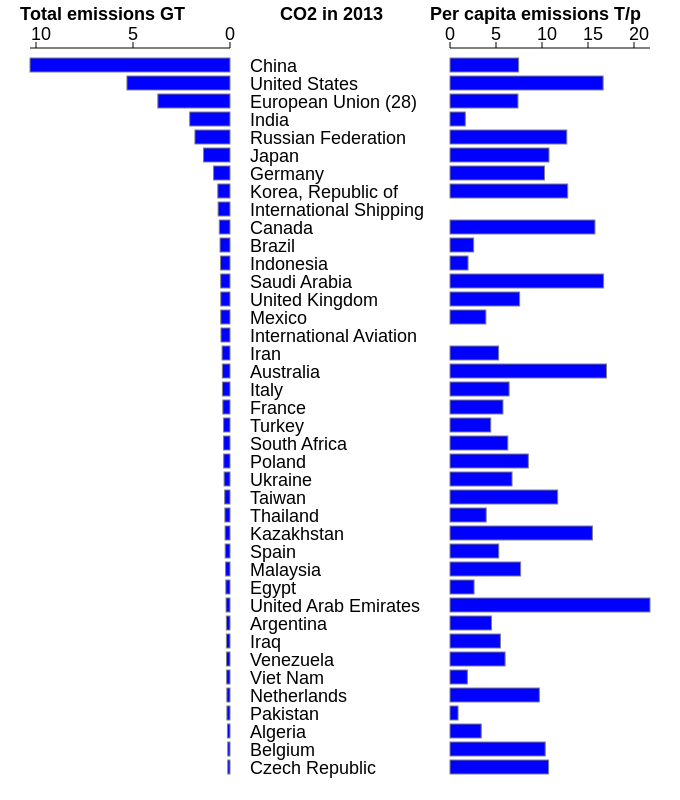 Total emissions GT CO2 in 2013 Per capita emissions T/p
10 5 0 0 5 10 15 20
China
United States
European Union (28)
India
Russian Federation
Japan
Germany
Korea, Republic of
International Shipping
Canada
Brazil
Indonesia
Saudi Arabia
United Kingdom
Mexico
International Aviation
Iran
Australia
Italy
France
Turkey
South Africa
Poland
Ukraine
Taiwan
Thailand
Kazakhstan
Spain
Malaysia
Egypt
United Arab Emirates
Argentina
Iraq
Venezuela
Viet Nam
Netherlands
Pakistan
Algeria
Belgium
Czech Republic